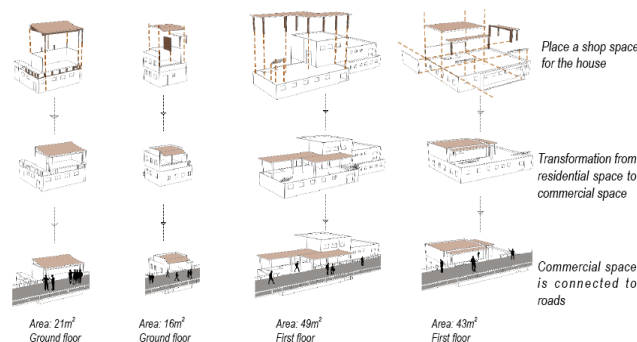 Place a shop space
for the house
Transformation from
residential space to
commercial space
Commercial space
is connected to
roads
Area: 21m²
Ground floor
Area: 16m²
Ground floor
Area: 49m²
First floor
Area: 43m²
First floor